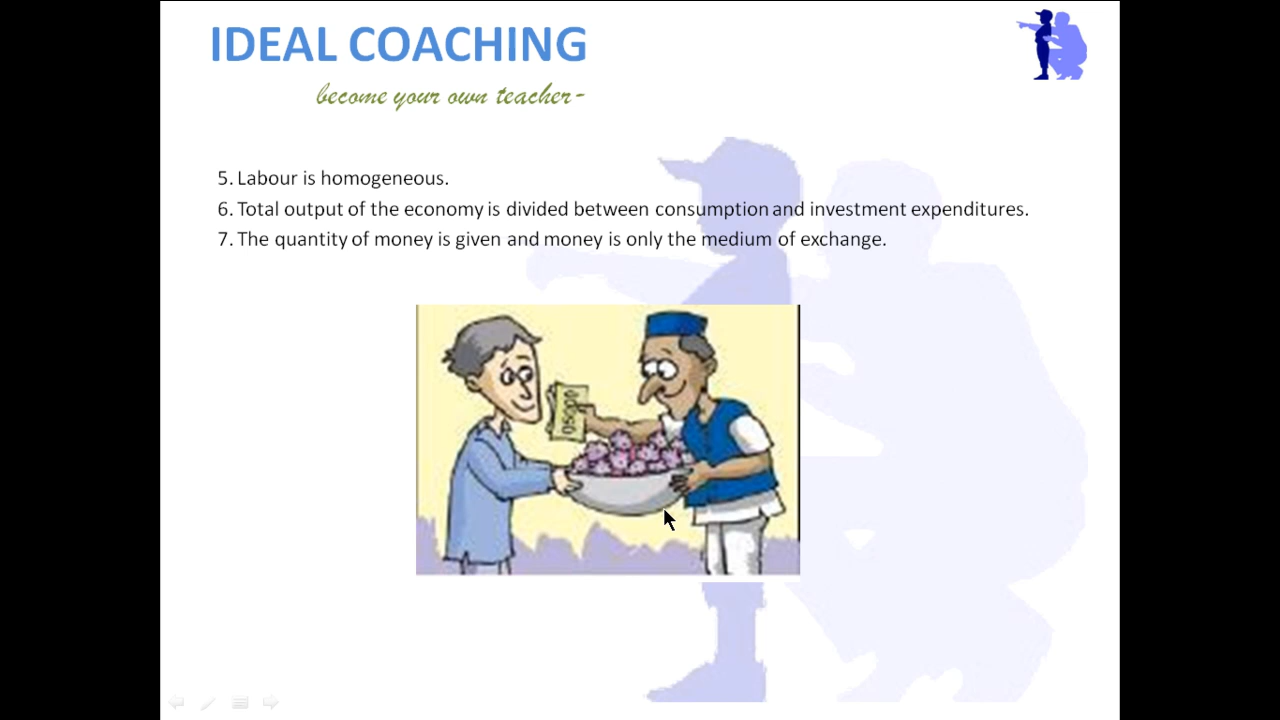 IDEAL COACHING
become your own teacher-
5. Labour is homogeneous.
6. Total output of the economy is divided between consumption and investment expenditures.
7. The quantity of money is given and money is only the medium of exchange.